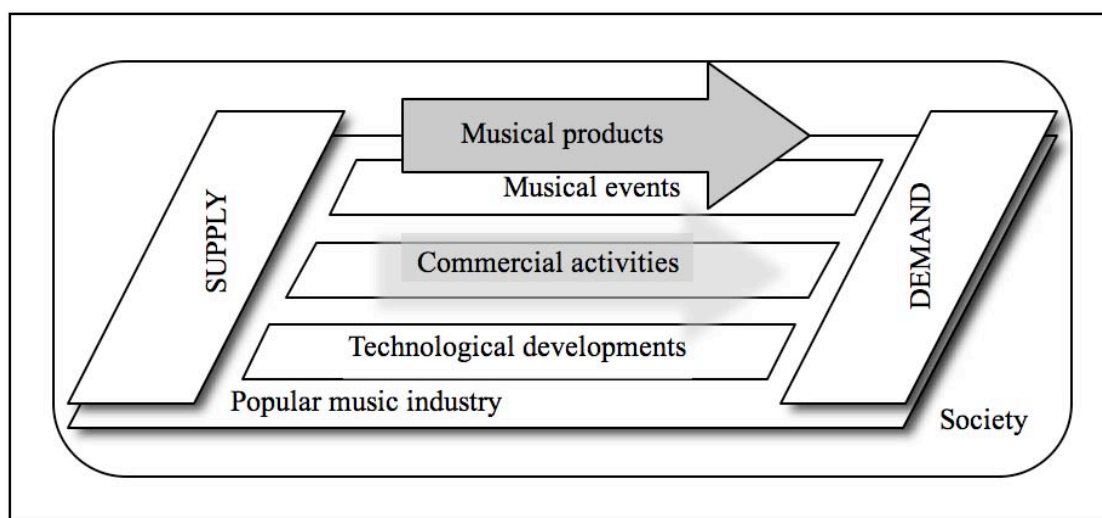 Musical products
Musical events
SUPPLY
Commercial activities
DEMAND
Technological developments
Popular music industry
Society